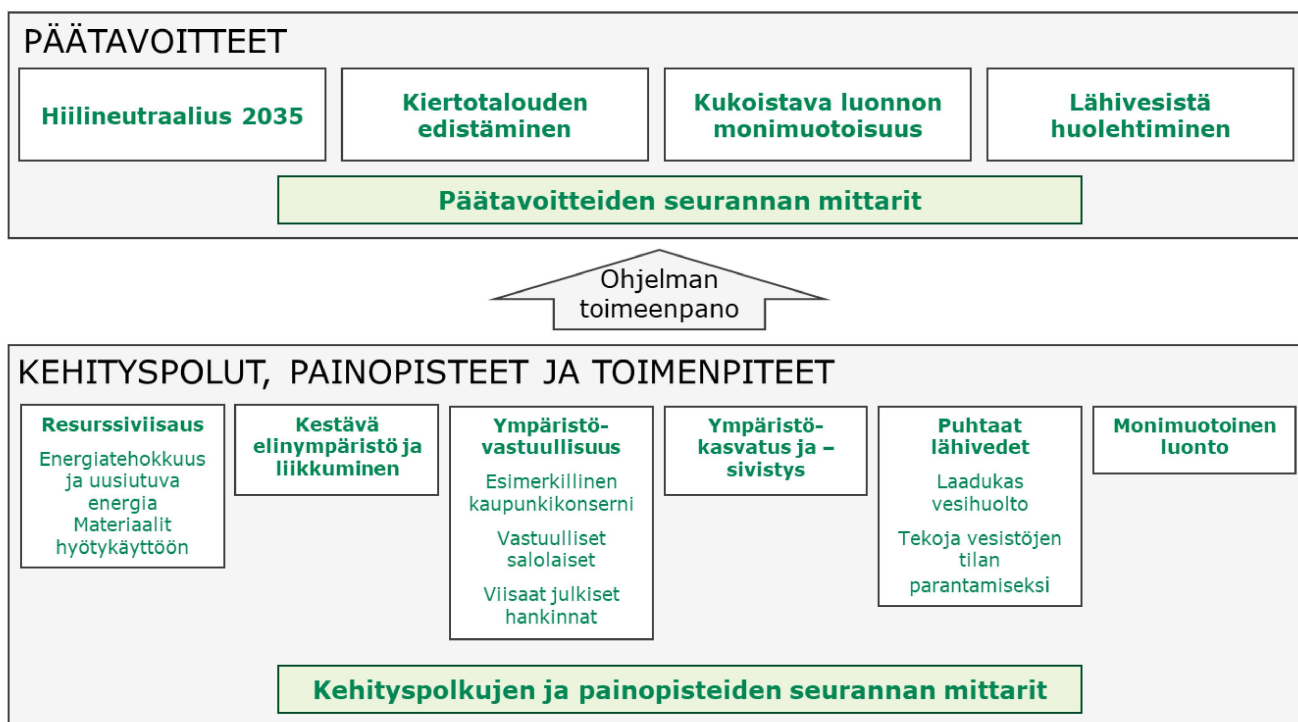 PÄÄTAVOITTEET
Hiilineutraalius 2035
Kiertotalouden
edistäminen
Kukoistava luonnon
monimuotoisuus
Lähivesistä
huolehtiminen
Päätavoitteiden seurannan mittarit
Ohjelman
toimeenpano
KEHITYSPOLUT, PAINOPISTEET JA TOIMENPITEET
Resurssiviisaus
Energiatehokkuus
ja uusiutuva
energia
Materiaalit
hyötykäyttöön
Kestävä
elinympäristö ja
liikkuminen
Ympäristö-
vastuullisuus
Esimerkillinen
kaupunkikonserni
Vastuulliset
salolaiset
Viisaat julkiset
hankinnat
Ympäristö-
kasvatus ja –
sivistys
Puhtaat
lähivedet
Laadukas
vesihuolto
Tekoja vesistöjen
tilan
parantamiseksi
Monimuotoinen
luonto
Kehityspolkujen ja painopisteiden seurannan mittarit